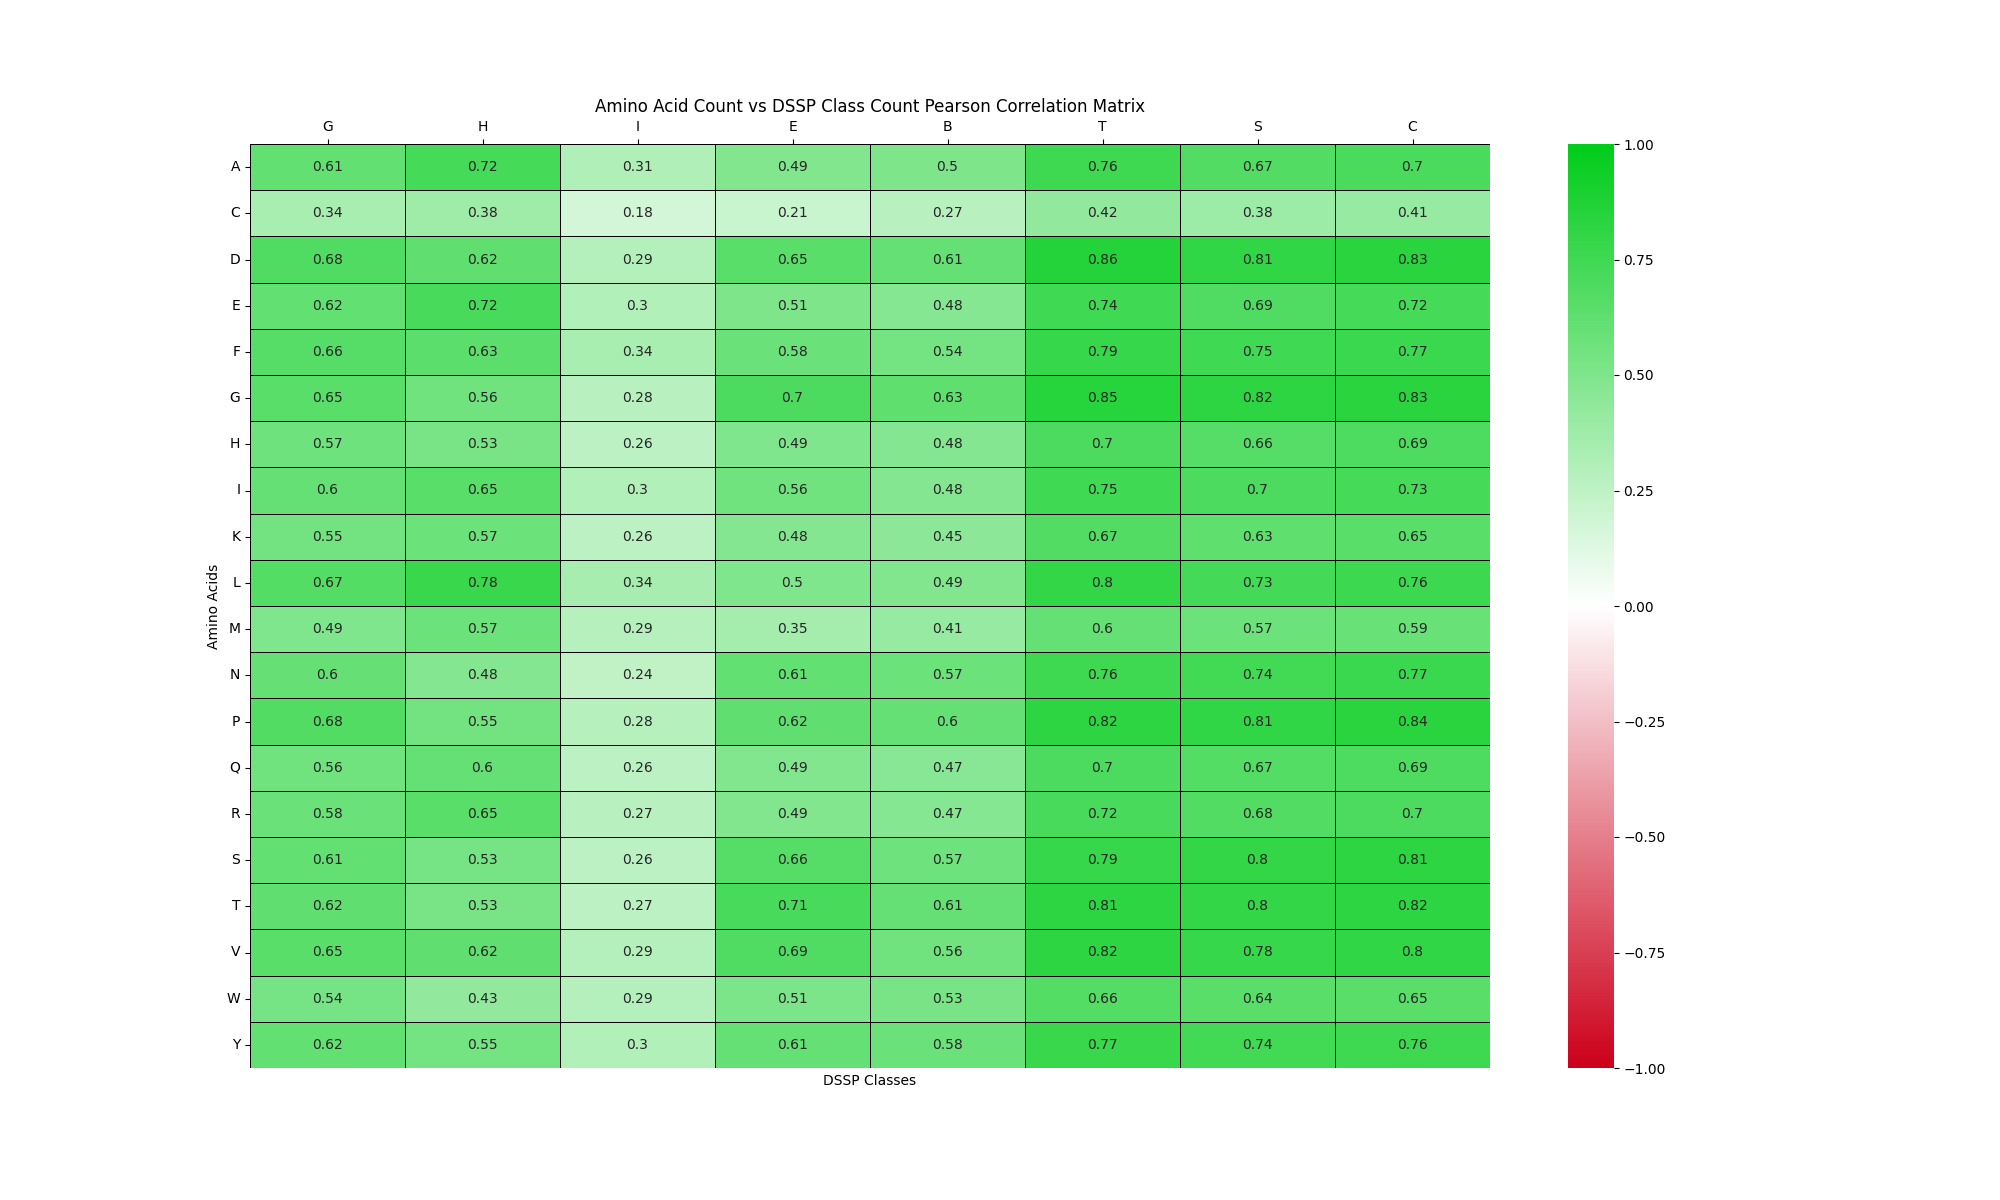 Amino Acid Count vs DSSP Class Count Pearson Correlation Matrix
G H I E B T S C
A 0.61 0.72 0.31 0.49 0.5 0.76 0.67 0.7
C 0.34 0.38 0.18 0.21 0.27 0.42 0.38 0.41
D 0.68 0.62 0.29 0.65 0.61 0.86 0.81 0.83
E 0.62 0.72 0.3 0.51 0.48 0.74 0.69 0.72
F 0.66 0.63 0.34 0.58 0.54 0.79 0.75 0.77
G 0.65 0.56 0.28 0.7 0.63 0.85 0.82 0.83
H 0.57 0.53 0.26 0.49 0.48 0.7 0.66 0.69
I 0.6 0.65 0.3 0.56 0.48 0.75 0.7 0.73
K 0.55 0.57 0.26 0.48 0.45 0.67 0.63 0.65
L 0.67 0.78 0.34 0.5 0.49 0.8 0.73 0.76
M 0.49 0.57 0.29 0.35 0.41 0.6 0.57 0.59
N 0.6 0.48 0.24 0.61 0.57 0.76 0.74 0.77
P 0.68 0.55 0.28 0.62 0.6 0.82 0.81 0.84
Q 0.56 0.6 0.26 0.49 0.47 0.7 0.67 0.69
R 0.58 0.65 0.27 0.49 0.47 0.72 0.68 0.7
S 0.61 0.53 0.26 0.66 0.57 0.79 0.8 0.81
T 0.62 0.53 0.27 0.71 0.61 0.81 0.8 0.82
V 0.65 0.62 0.29 0.69 0.56 0.82 0.78 0.8
W 0.54 0.43 0.29 0.51 0.53 0.66 0.64 0.65
Y 0.62 0.55 0.3 0.61 0.58 0.77 0.74 0.76
Amino Acids
DSSP Classes
1.00
0.75
0.50
0.25
0.00
−0.25
−0.50
−0.75
−1.00